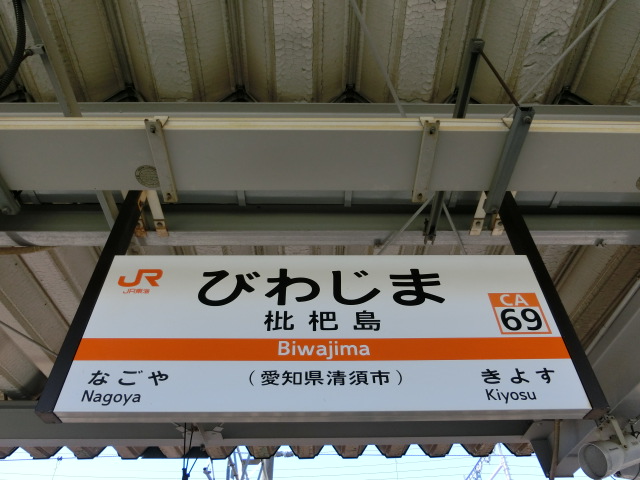 JR
JR東海
びわじま
枇杷島
CA
69
Biwajima
なごや
Nagoya
（愛知県清須市）
きよす
Kiyosu